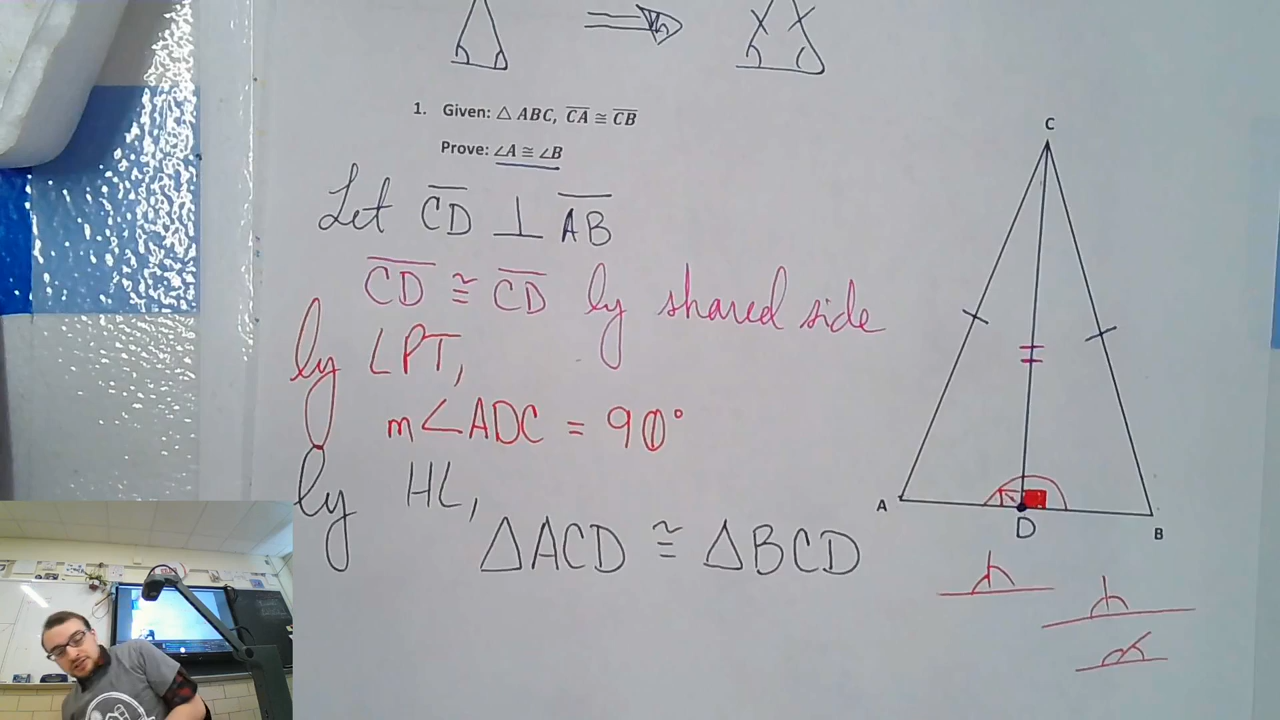 1. Given: △ ABC, CA ≅ CB
Prove: ∠A ≅ ∠B
Let CD ⊥ AB
CD ≅ CD by shared side
by ∠PT,
m∠ADC = 90°
by HL,
△ACD ≅ △BCD
C
A
D
B